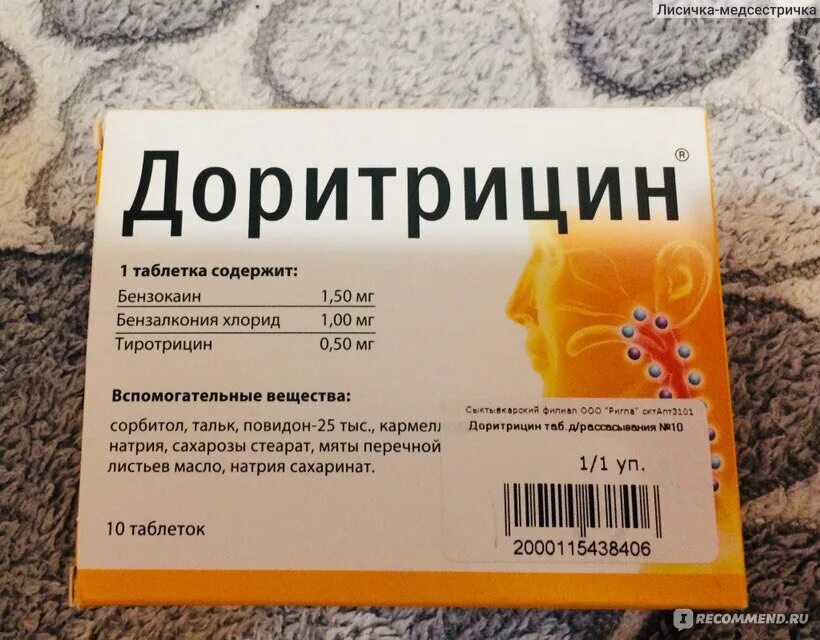 Лисичка-медсестричка
Доритрицин®
1 таблетка содержит:
Бензокаин 1,50 мг
Бензалкония хлорид 1,00 мг
Тиротрицин 0,50 мг
Вспомогательные вещества:
сорбитол, тальк, повидон-25 тыс., кармелл
натрия, сахарозы стеарат, мяты перечной
листьев масло, натрия сахаринат.
10 таблеток
Сыктывкарский филиал ООО "Ригла" сктАпт3101
Доритрицин таб.д/рассасывания №10
1/1 уп.
2000115438406
I RECOMMEND.RU